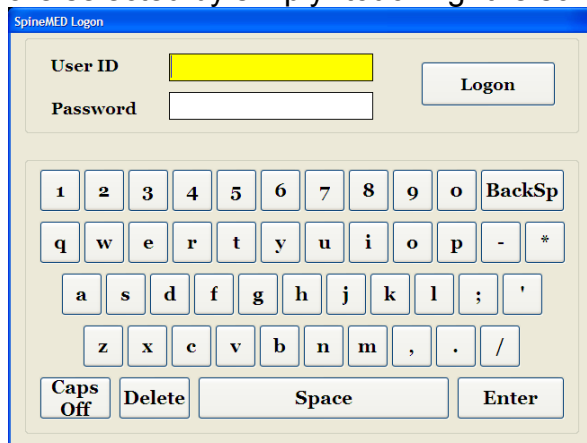 SpineMED Logon
User ID
Logon
Password
1 2 3 4 5 6 7 8 9 0 BackSp
q w e r t y u i o p - *
a s d f g h j k l ; '
z x c v b n m , . /
Caps Off Delete Space Enter